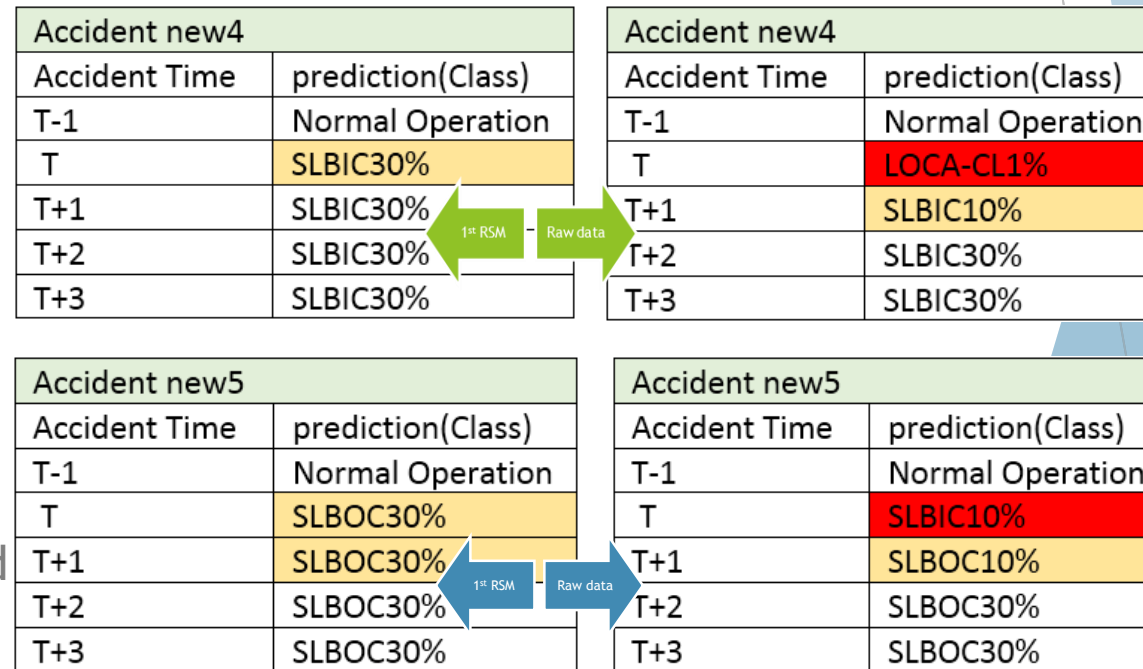 Accident new4
Accident Time prediction(Class)
T-1 Normal Operation
T SLBIC30%
T+1 SLBIC30%
T+2 SLBIC30%
T+3 SLBIC30%
1st RSM
Raw data
Accident new4
Accident Time prediction(Class)
T-1 Normal Operation
T LOCA-CL1%
T+1 SLBIC10%
T+2 SLBIC30%
T+3 SLBIC30%
Accident new5
Accident Time prediction(Class)
T-1 Normal Operation
T SLBOC30%
T+1 SLBOC30%
T+2 SLBOC30%
T+3 SLBOC30%
1st RSM
Raw data
Accident new5
Accident Time prediction(Class)
T-1 Normal Operation
T SLBIC10%
T+1 SLBOC10%
T+2 SLBOC30%
T+3 SLBOC30%